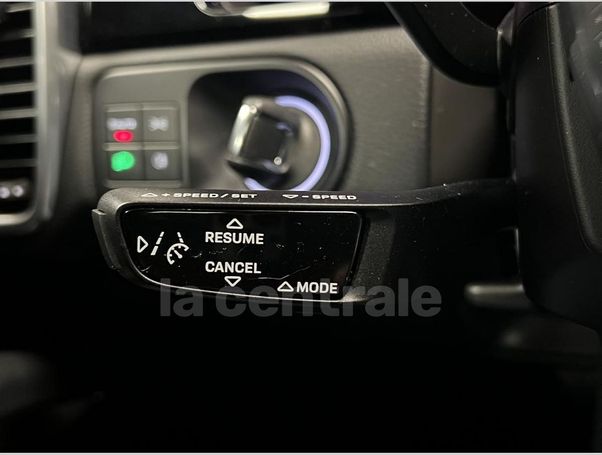 △ + SPEED / SET ▽ - SPEED
RESUME
CANCEL
△ MODE
la centrale